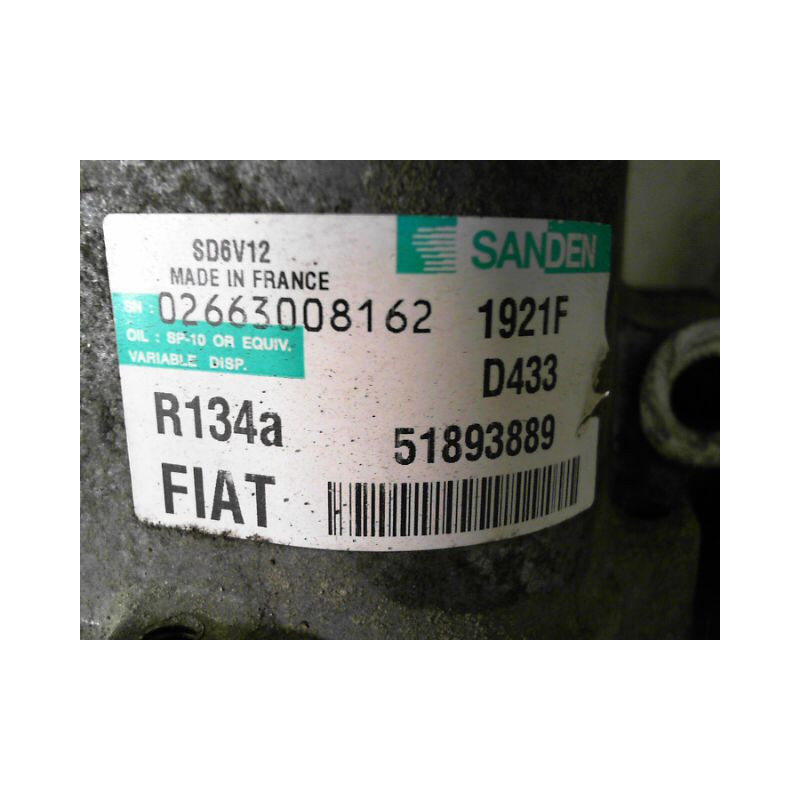 SD6V12
SANDEN
MADE IN FRANCE
SN : 02663008162
1921F
OIL : SP-10 OR EQUIV.
VARIABLE DISP.
D433
R134a
51893889
FIAT